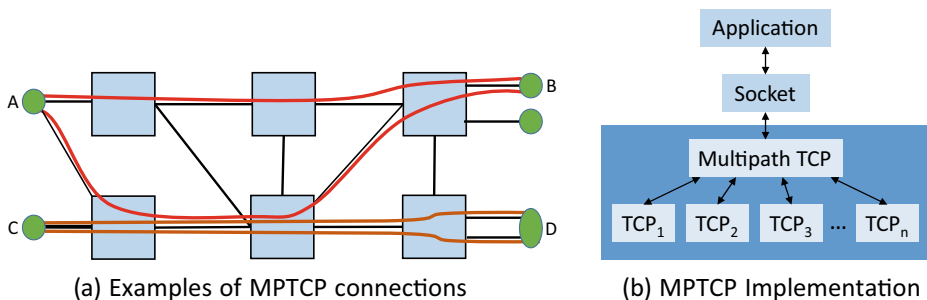 A
B
C
D
(a) Examples of MPTCP connections
Application
Socket
Multipath TCP
TCP₁ TCP₂ TCP₃ ... TCPₙ
(b) MPTCP Implementation